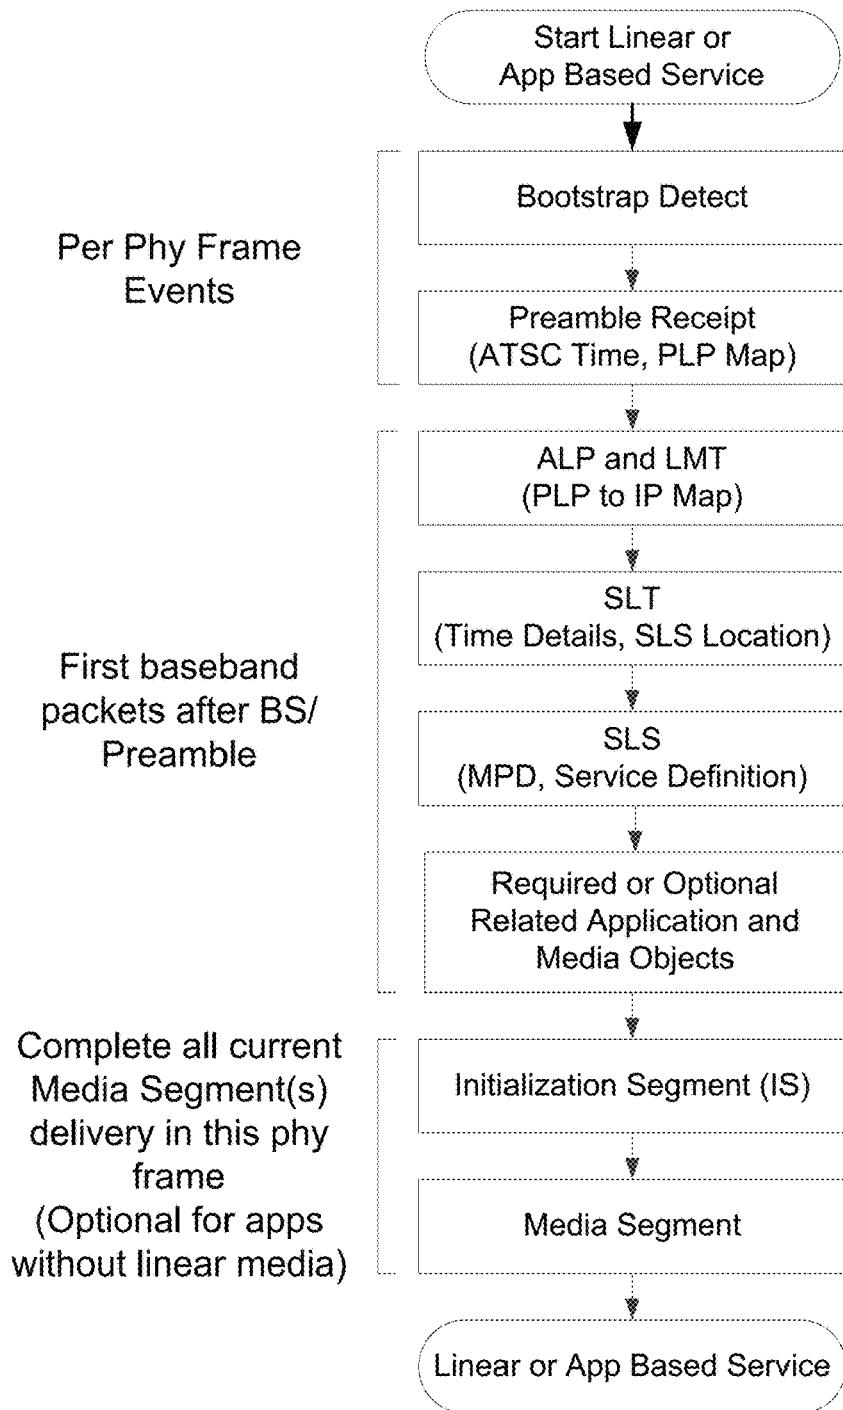 Start Linear or
App Based Service
Bootstrap Detect
Per Phy Frame
Events
Preamble Receipt
(ATSC Time, PLP Map)
ALP and LMT
(PLP to IP Map)
SLT
(Time Details, SLS Location)
First baseband
packets after BS/
Preamble
SLS
(MPD, Service Definition)
Required or Optional
Related Application and
Media Objects
Complete all current
Media Segment(s)
delivery in this phy
frame
(Optional for apps
without linear media)
Initialization Segment (IS)
Media Segment
Linear or App Based Service